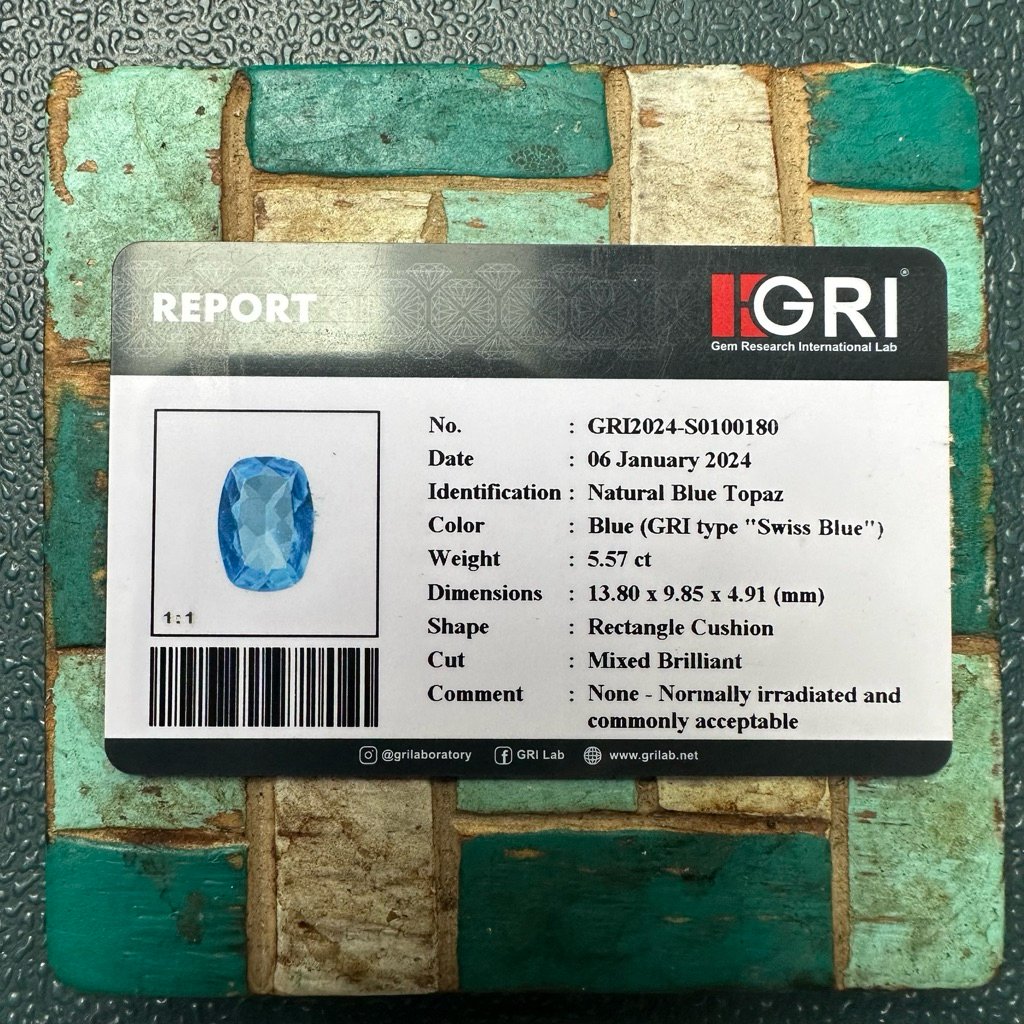 REPORT
GRI®
Gem Research International Lab
No. : GRI2024-S0100180
Date : 06 January 2024
Identification : Natural Blue Topaz
Color : Blue (GRI type "Swiss Blue")
Weight : 5.57 ct
Dimensions : 13.80 x 9.85 x 4.91 (mm)
Shape : Rectangle Cushion
Cut : Mixed Brilliant
Comment : None - Normally irradiated and
commonly acceptable
1:1
@grilaboratory GRI Lab www.grilab.net